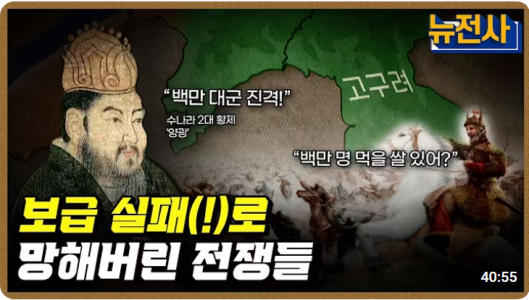 뉴전사
“백만 대군 진격!”
수나라 2대 황제
'양광'
고구려
“백만 명 먹을 쌀 있어?”
보급 실패(!)로
망해버린 전쟁들
40:55